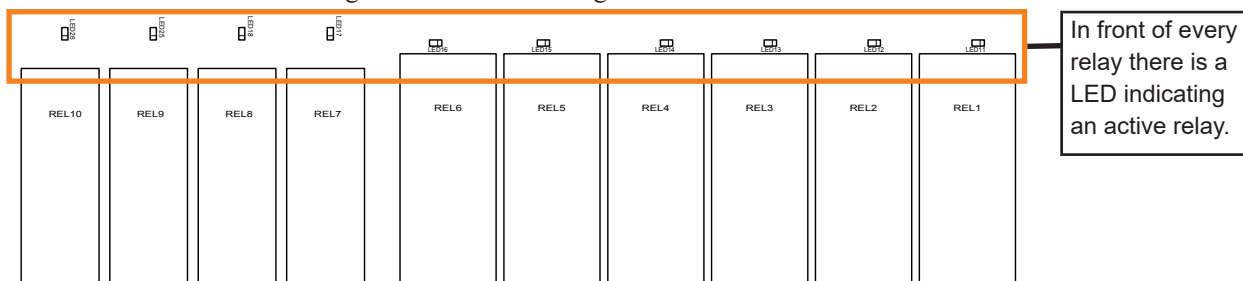 LED26 LED25 LED18 LED17
LED16 LED15 LED14 LED13 LED12 LED11
REL10 REL9 REL8 REL7 REL6 REL5 REL4 REL3 REL2 REL1
In front of every
relay there is a
LED indicating
an active relay.